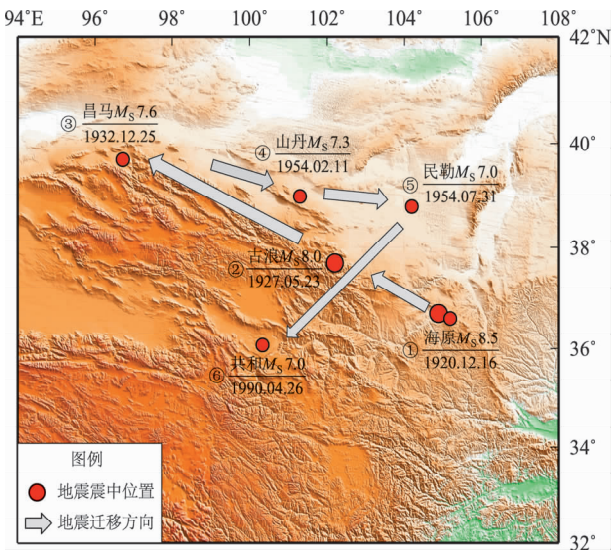 94°E 96° 98° 100° 102° 104° 106° 108°
42°N
40°
38°
36°
34°
32°
③ 昌马MS 7.6
1932.12.25
④ 山丹MS 7.3
1954.02.11
⑤ 民勒MS 7.0
1954.07.31
② 古浪MS8.0
1927.05.23
① 海原MS8.5
1920.12.16
⑥ 共和MS 7.0
1990.04.26
图例
地震震中位置
地震迁移方向